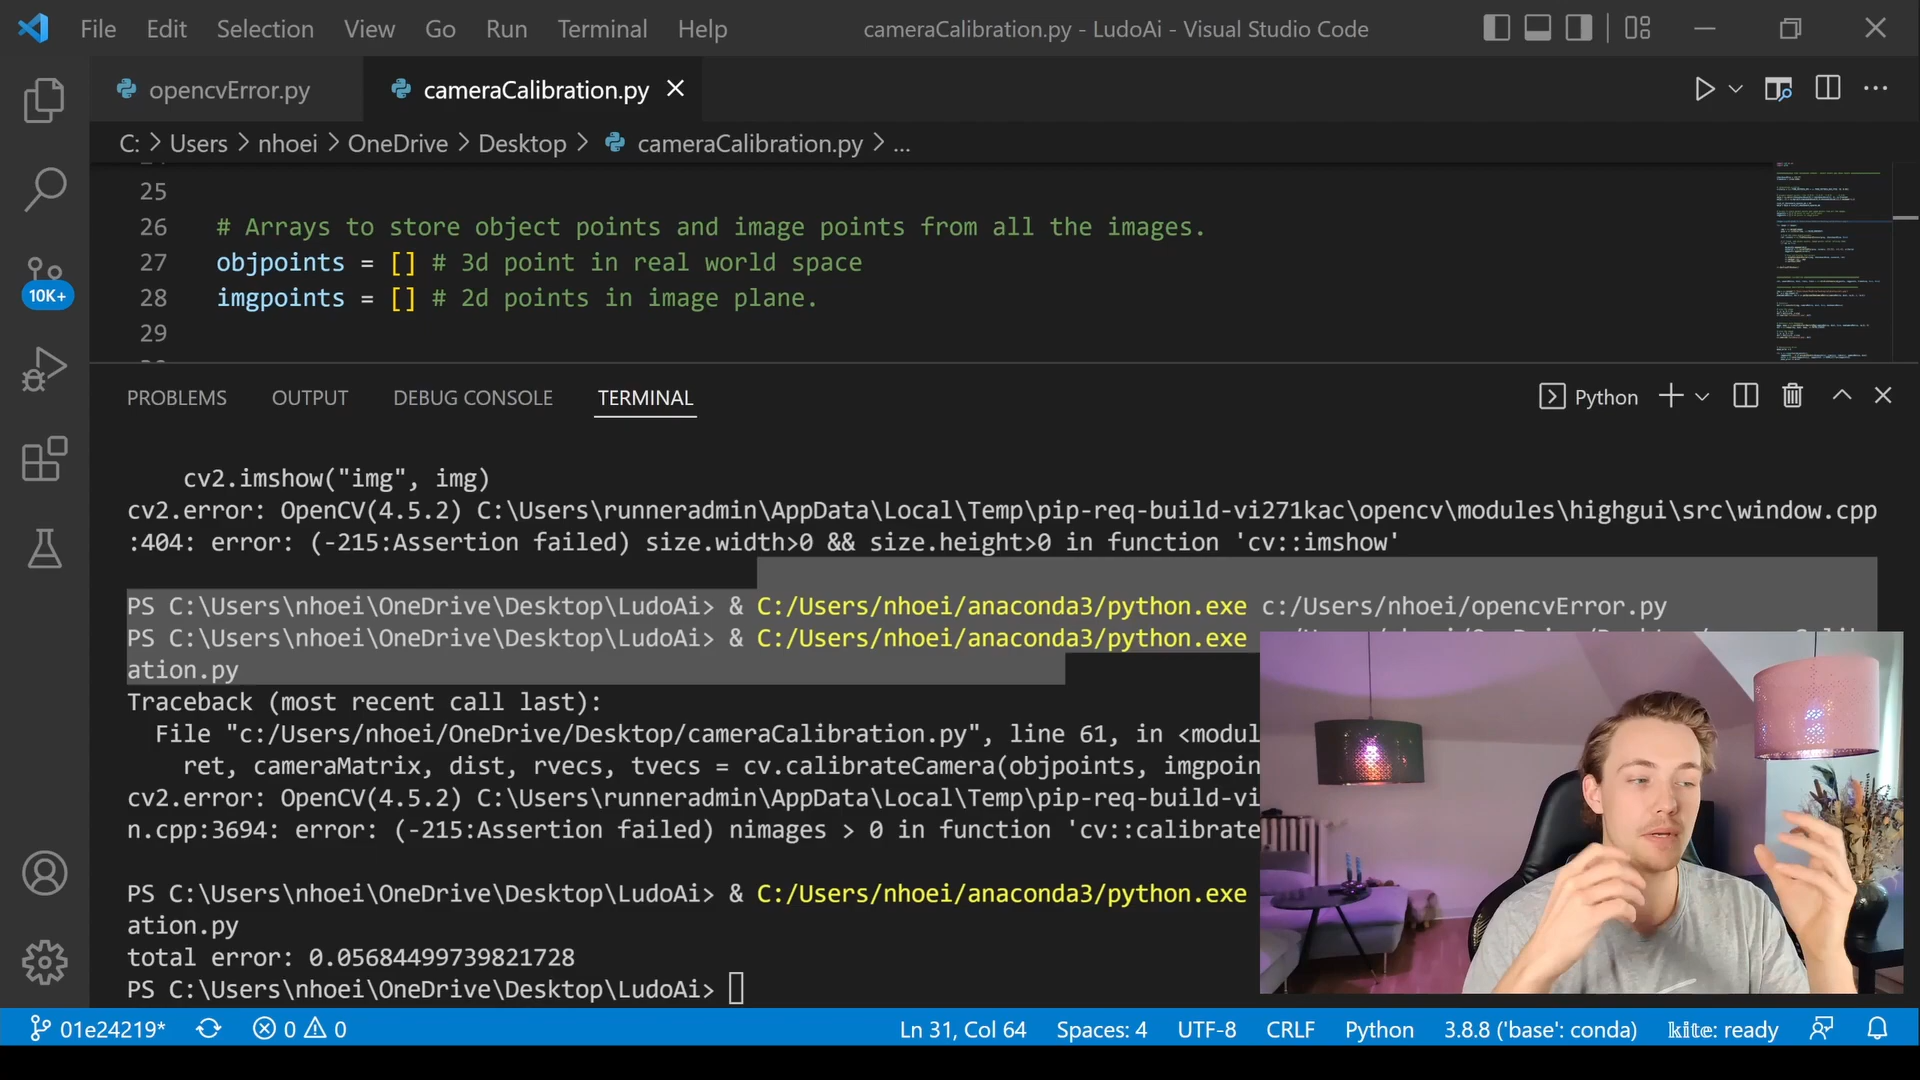 File Edit Selection View Go Run Terminal Help cameraCalibration.py - LudoAi - Visual Studio Code
opencvError.py cameraCalibration.py
C: > Users > nhoei > OneDrive > Desktop > cameraCalibration.py > ...
25
26 # Arrays to store object points and image points from all the images.
27 objpoints = [] # 3d point in real world space
28 imgpoints = [] # 2d points in image plane.
29
10K+
PROBLEMS OUTPUT DEBUG CONSOLE TERMINAL Python
cv2.imshow("img", img)
cv2.error: OpenCV(4.5.2) C:\Users\runneradmin\AppData\Local\Temp\pip-req-build-vi271kac\opencv\modules\highgui\src\window.cpp
:404: error: (-215:Assertion failed) size.width>0 && size.height>0 in function 'cv::imshow'
PS C:\Users\nhoei\OneDrive\Desktop\LudoAi> & C:/Users/nhoei/anaconda3/python.exe c:/Users/nhoei/opencvError.py
PS C:\Users\nhoei\OneDrive\Desktop\LudoAi> & C:/Users/nhoei/anaconda3/python.exe
ation.py
Traceback (most recent call last):
File "c:/Users/nhoei/OneDrive/Desktop/cameraCalibration.py", line 61, in <modul
ret, cameraMatrix, dist, rvecs, tvecs = cv.calibrateCamera(objpoints, imgpoin
cv2.error: OpenCV(4.5.2) C:\Users\runneradmin\AppData\Local\Temp\pip-req-build-vi
n.cpp:3694: error: (-215:Assertion failed) nimages > 0 in function 'cv::calibrate
PS C:\Users\nhoei\OneDrive\Desktop\LudoAi> & C:/Users/nhoei/anaconda3/python.exe
ation.py
total error: 0.05684499739821728
PS C:\Users\nhoei\OneDrive\Desktop\LudoAi>
01e24219* 0 0 Ln 31, Col 64 Spaces: 4 UTF-8 CRLF Python 3.8.8 ('base': conda) kite: ready